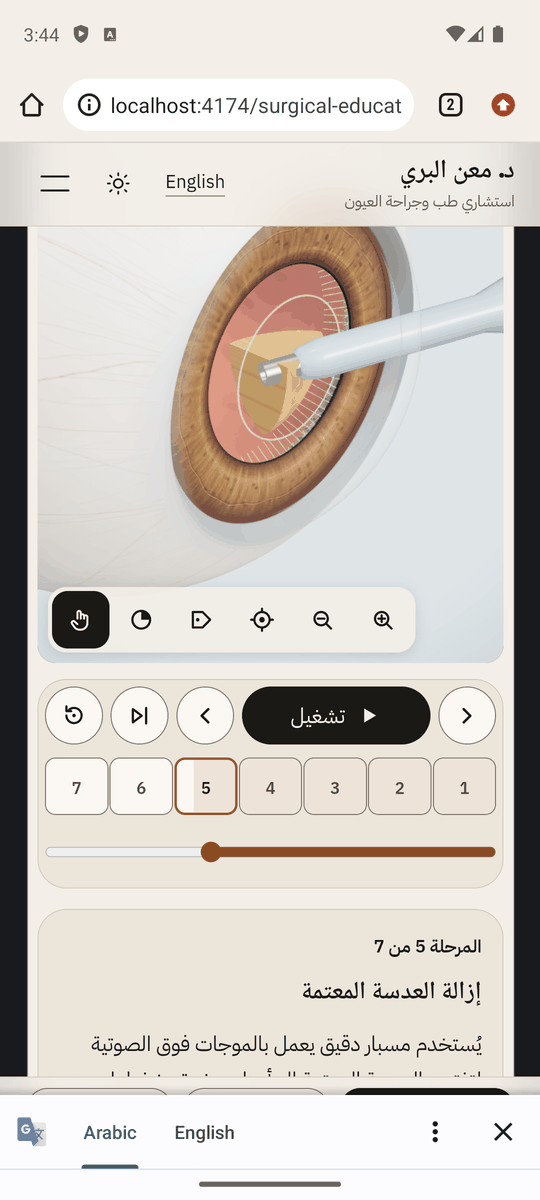 3:44
localhost:4174/surgical-educat
2
د. معن البري
استشاري طب وجراحة العيون
English
تشغيل
1 2 3 4 5 6 7
المرحلة 5 من 7
إزالة العدسة المعتمة
يُستخدم مسبار دقيق يعمل بالموجات فوق الصوتية
Arabic English